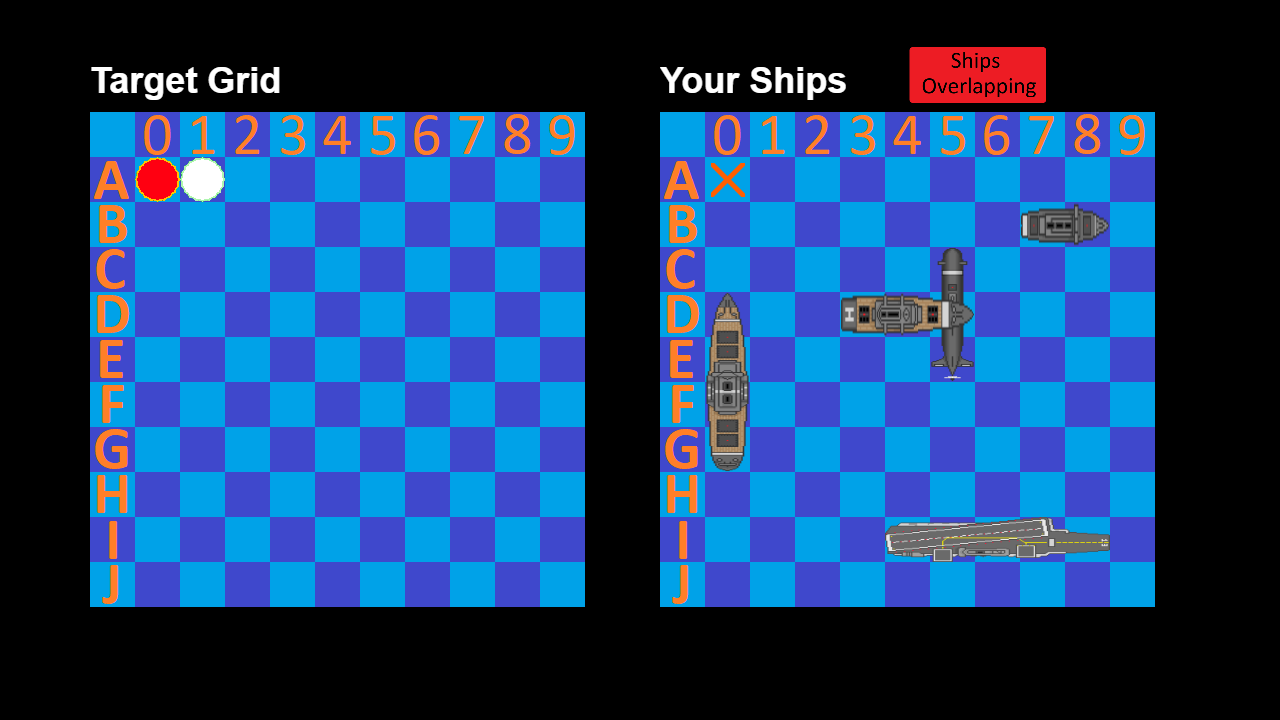 Target Grid
Your Ships
Ships
Overlapping
0 1 2 3 4 5 6 7 8 9
A
B
C
D
E
F
G
H
I
J
0 1 2 3 4 5 6 7 8 9
A
B
C
D
E
F
G
H
I
J